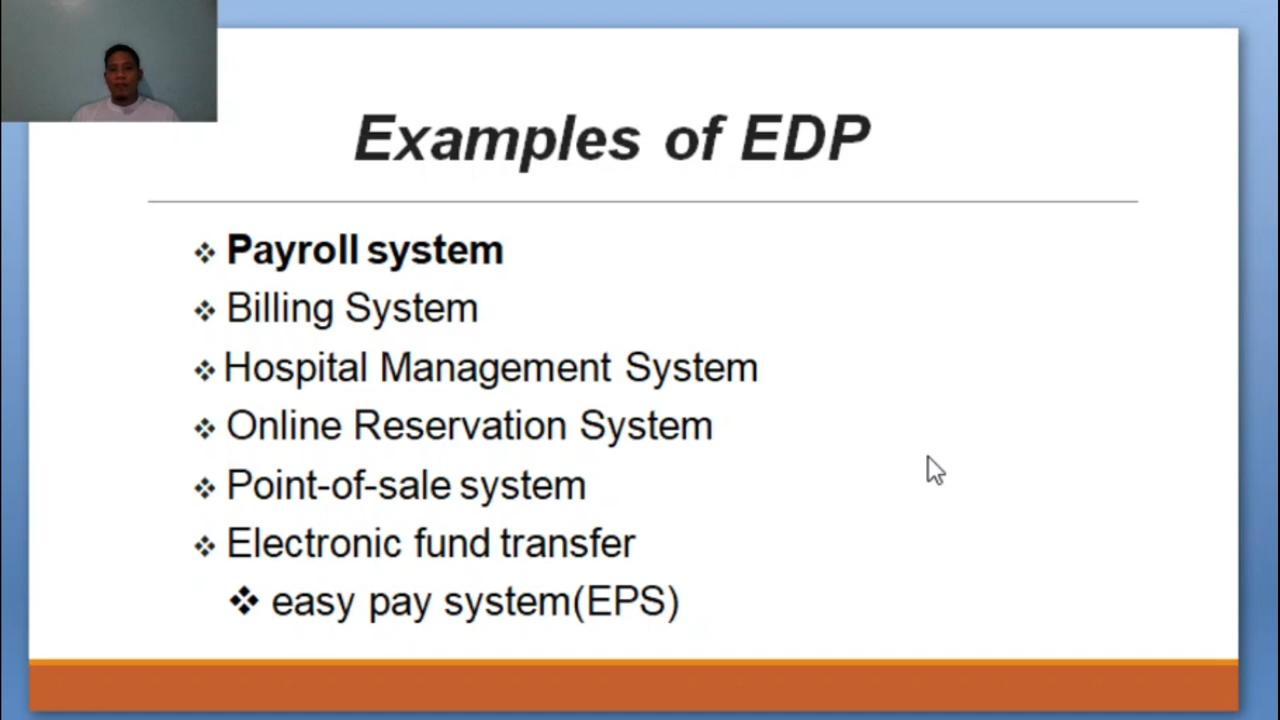 Examples of EDP
Payroll system
Billing System
Hospital Management System
Online Reservation System
Point-of-sale system
Electronic fund transfer
easy pay system(EPS)